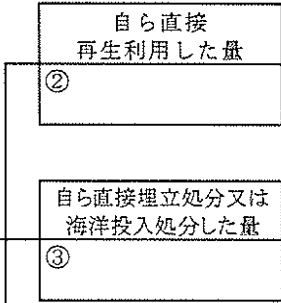 自ら直接
再生利用した量
②
自ら直接埋立処分又は
海洋投入処分した量
③